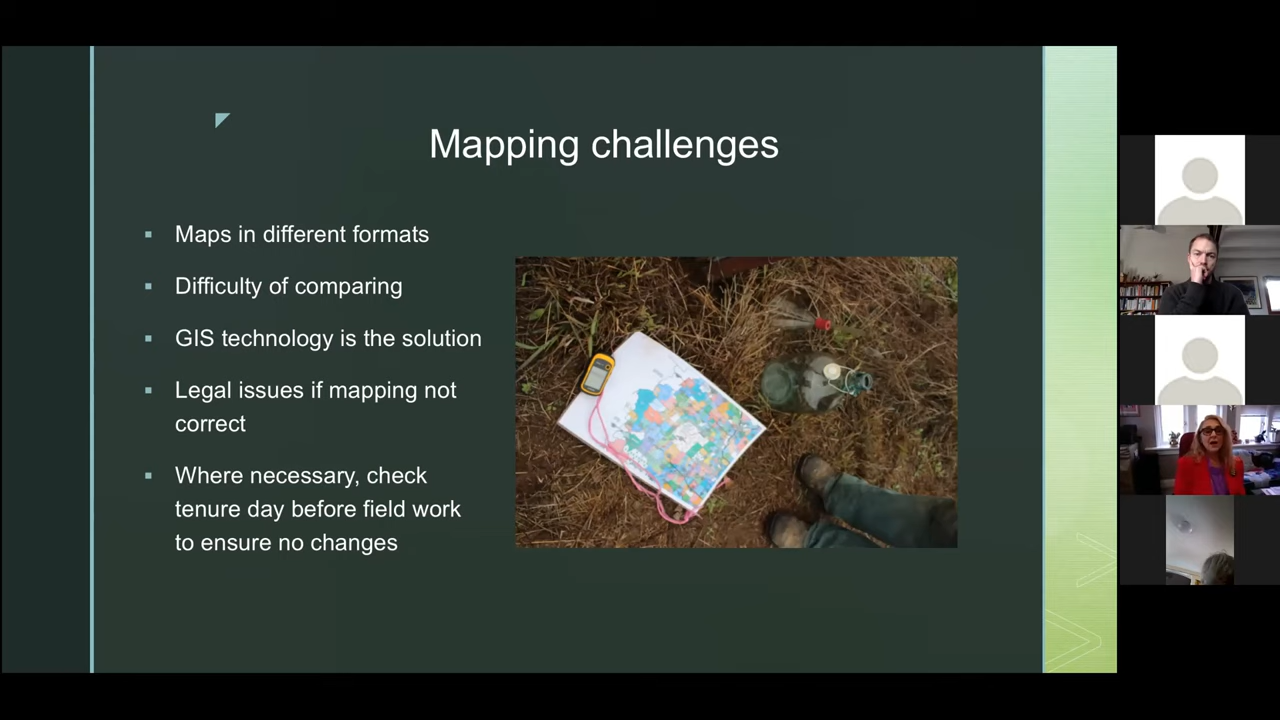 Mapping challenges
▪ Maps in different formats
▪ Difficulty of comparing
▪ GIS technology is the solution
▪ Legal issues if mapping not
correct
▪ Where necessary, check
tenure day before field work
to ensure no changes